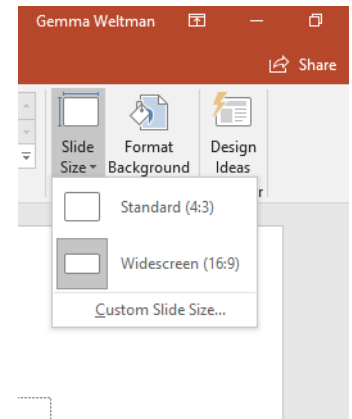 Gemma Weltman
Share
Slide Size
Format Background
Design Ideas
r
Standard (4:3)
Widescreen (16:9)
Custom Slide Size...